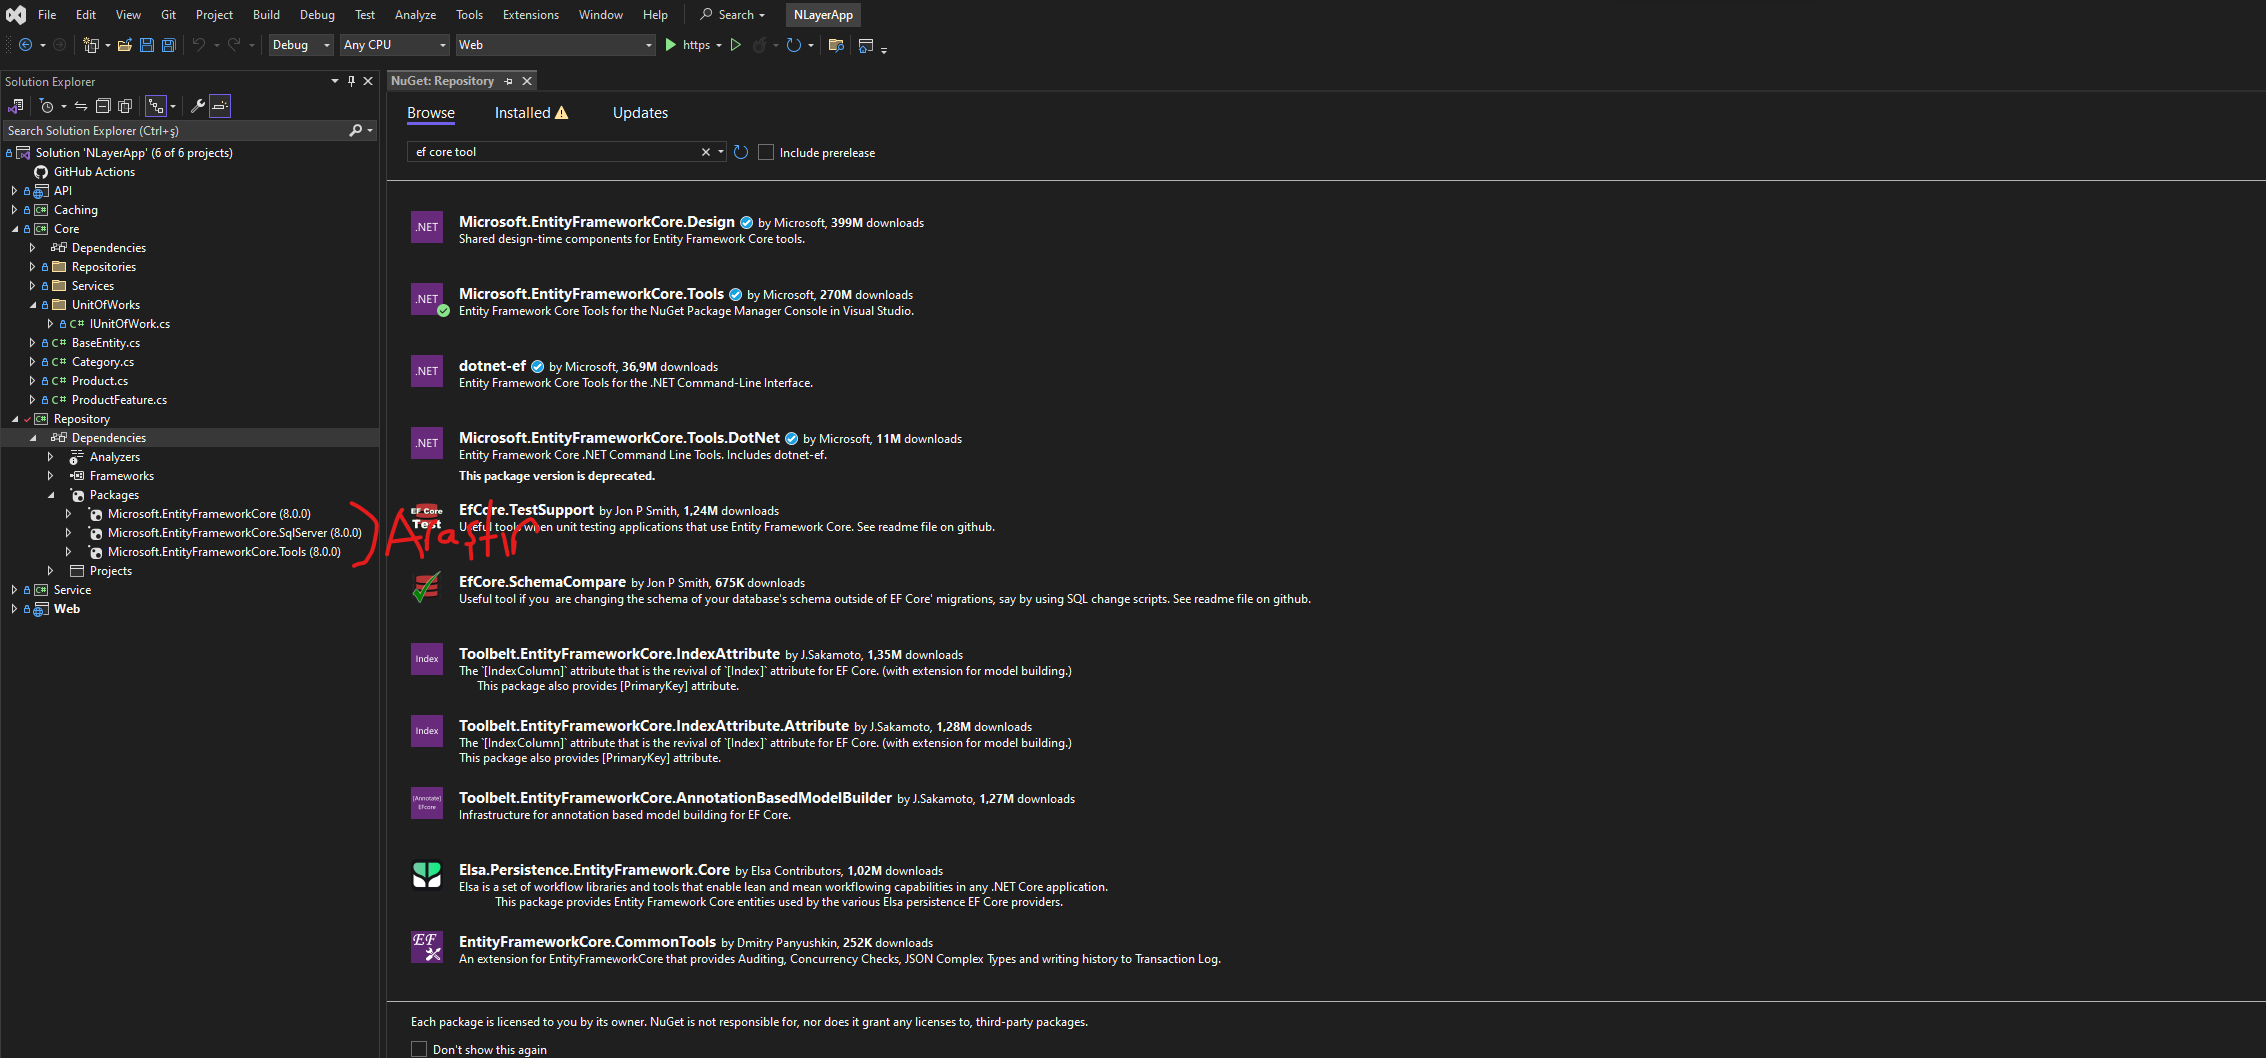 File Edit View Git Project Build Debug Test Analyze Tools Extensions Window Help Search NLayerApp
Debug Any CPU Web https
Solution Explorer
Search Solution Explorer (Ctrl+ş)
Solution 'NLayerApp' (6 of 6 projects)
GitHub Actions
API
Caching
C# Core
Dependencies
Repositories
Services
UnitOfWorks
C# IUnitOfWork.cs
C# BaseEntity.cs
C# Category.cs
C# Product.cs
C# ProductFeature.cs
C# Repository
Dependencies
Analyzers
Frameworks
Packages
Microsoft.EntityFrameworkCore (8.0.0)
Microsoft.EntityFrameworkCore.SqlServer (8.0.0)
Microsoft.EntityFrameworkCore.Tools (8.0.0)
Projects
C# Service
Web
Araştır
NuGet: Repository
Browse Installed Updates
ef core tool
Include prerelease
.NET
Microsoft.EntityFrameworkCore.Design by Microsoft, 399M downloads
Shared design-time components for Entity Framework Core tools.
.NET
Microsoft.EntityFrameworkCore.Tools by Microsoft, 270M downloads
Entity Framework Core Tools for the NuGet Package Manager Console in Visual Studio.
.NET
dotnet-ef by Microsoft, 36,9M downloads
Entity Framework Core Tools for the .NET Command-Line Interface.
.NET
Microsoft.EntityFrameworkCore.Tools.DotNet by Microsoft, 11M downloads
Entity Framework Core .NET Command Line Tools. Includes dotnet-ef.
This package version is deprecated.
EF Core
Test
EfCore.TestSupport by Jon P Smith, 1,24M downloads
Useful tools when unit testing applications that use Entity Framework Core. See readme file on github.
EfCore.SchemaCompare by Jon P Smith, 675K downloads
Useful tool if you are changing the schema of your database's schema outside of EF Core' migrations, say by using SQL change scripts. See readme file on github.
Index
Toolbelt.EntityFrameworkCore.IndexAttribute by J.Sakamoto, 1,35M downloads
The `[IndexColumn]` attribute that is the revival of `[Index]` attribute for EF Core. (with extension for model building.)
This package also provides [PrimaryKey] attribute.
Index
Toolbelt.EntityFrameworkCore.IndexAttribute.Attribute by J.Sakamoto, 1,28M downloads
The `[IndexColumn]` attribute that is the revival of `[Index]` attribute for EF Core. (with extension for model building.)
This package also provides [PrimaryKey] attribute.
[Annotate]
EFcore
Toolbelt.EntityFrameworkCore.AnnotationBasedModelBuilder by J.Sakamoto, 1,27M downloads
Infrastructure for annotation based model building for EF Core.
Elsa.Persistence.EntityFramework.Core by Elsa Contributors, 1,02M downloads
Elsa is a set of workflow libraries and tools that enable lean and mean workflowing capabilities in any .NET Core application.
This package provides Entity Framework Core entities used by the various Elsa persistence EF Core providers.
EF
EntityFrameworkCore.CommonTools by Dmitry Panyushkin, 252K downloads
An extension for EntityFrameworkCore that provides Auditing, Concurrency Checks, JSON Complex Types and writing history to Transaction Log.
Each package is licensed to you by its owner. NuGet is not responsible for, nor does it grant any licenses to, third-party packages.
Don't show this again